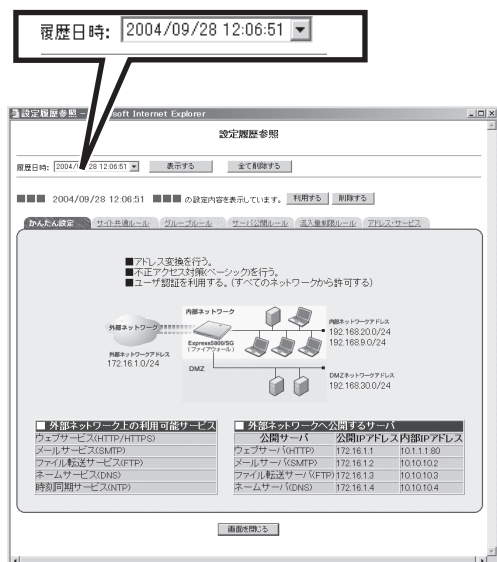 履歴日時: 2004/09/28 12:06:51
設定履歴参照 - soft Internet Explorer
設定履歴参照
履歴日時: 2004/ 28 12:06:51 表示する 全て削除する
■■■ 2004/09/28 12:06:51 ■■■ の設定内容を表示しています。 利用する 削除する
かんたん設定 サイト共通ルール グループルール サーバ公開ルール 流入量制限ルール アドレス・サービス
■アドレス変換を行う。
■不正アクセス対策(ベーシック)を行う。
■ユーザ認証を利用する。(すべてのネットワークから許可する)
内部ネットワーク
外部ネットワーク
Express5800/SG
(ファイアウォール)
内部ネットワークアドレス
192.168.20.0/24
192.168.9.0/24
外部ネットワークアドレス
172.16.1.0/24
DMZ
DMZネットワークアドレス
192.168.30.0/24
外部ネットワーク上の利用可能サービス
ウェブサービス(HTTP/HTTPS)
メールサービス(SMTP)
ファイル転送サービス(FTP)
ネームサービス(DNS)
時刻同期サービス(NTP)
外部ネットワークへ公開するサーバ
公開サーバ 公開IPアドレス 内部IPアドレス
ウェブサーバ(HTTP) 172.16.1.1 10.1.1.1:80
メールサーバ(SMTP) 172.16.1.2 10.10.10.2
ファイル転送サーバ(FTP) 172.16.1.3 10.10.10.3
ネームサーバ(DNS) 172.16.1.4 10.10.10.4
画面を閉じる